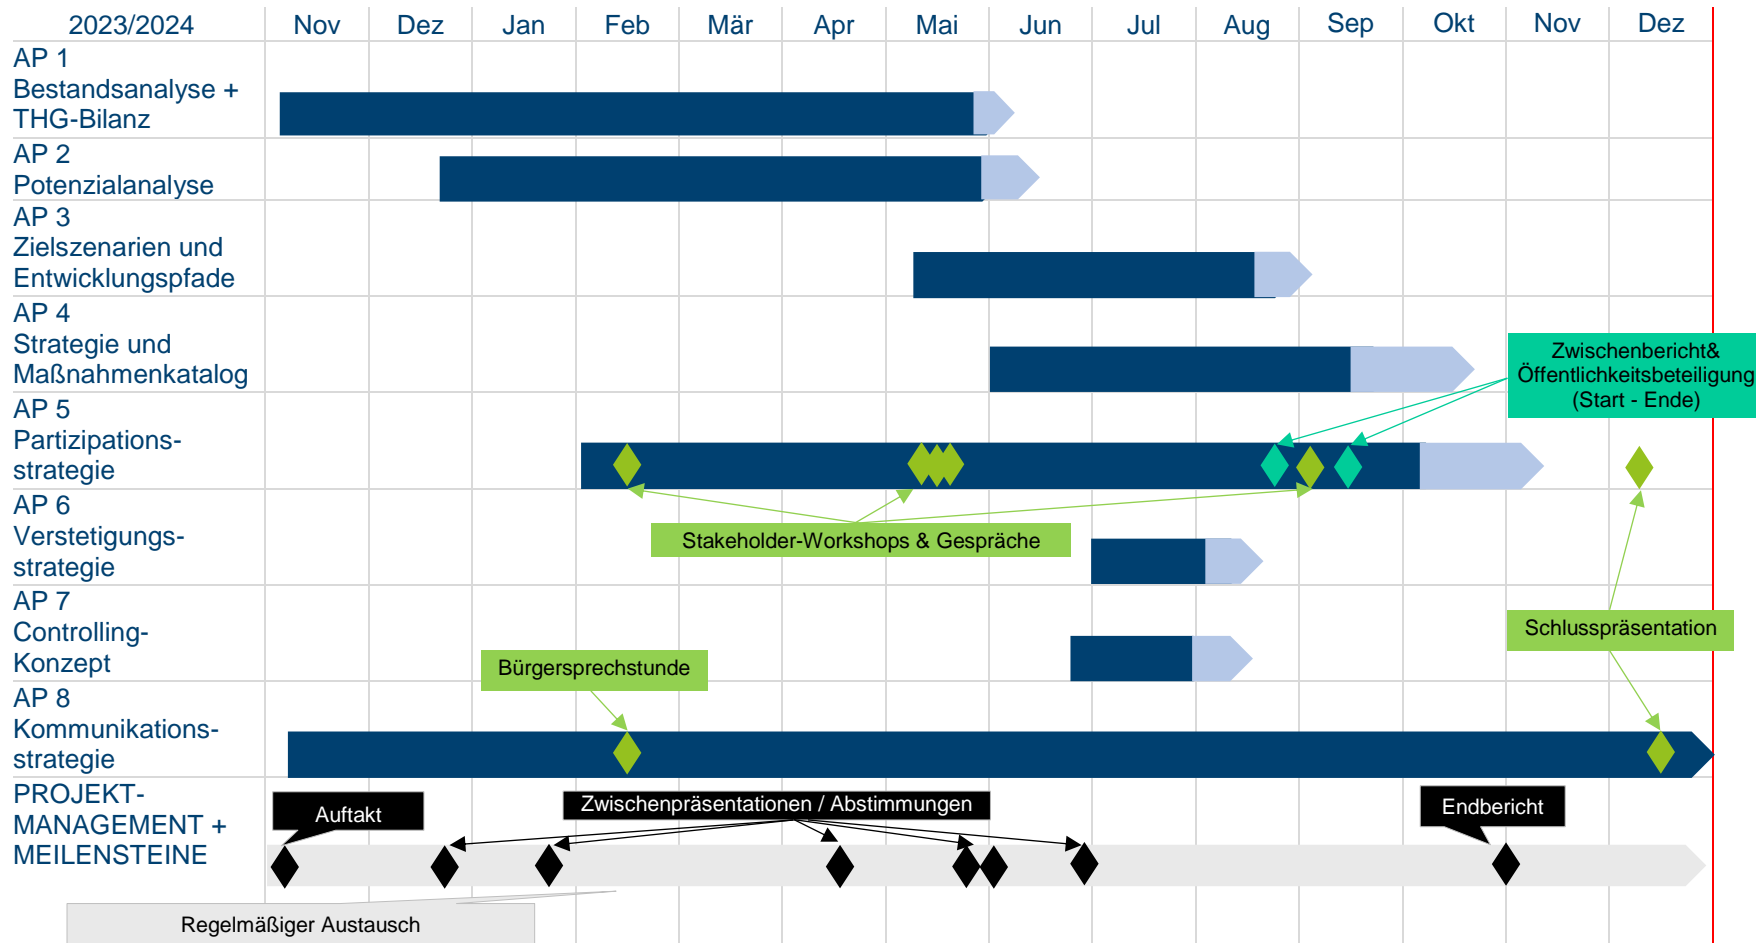 2023/2024 Nov Dez Jan Feb Mär Apr Mai Jun Jul Aug Sep Okt Nov Dez
AP 1
Bestandsanalyse +
THG-Bilanz
AP 2
Potenzialanalyse
AP 3
Zielszenarien und
Entwicklungspfade
AP 4
Strategie und
Maßnahmenkatalog
Zwischenbericht&
Öffentlichkeitsbeteiligung
(Start - Ende)
AP 5
Partizipations-
strategie
AP 6
Verstetigungs-
strategie
Stakeholder-Workshops & Gespräche
AP 7
Controlling-
Konzept
Schlusspräsentation
Bürgersprechstunde
AP 8
Kommunikations-
strategie
PROJEKT-
MANAGEMENT +
MEILENSTEINE
Auftakt
Zwischenpräsentationen / Abstimmungen
Endbericht
Regelmäßiger Austausch